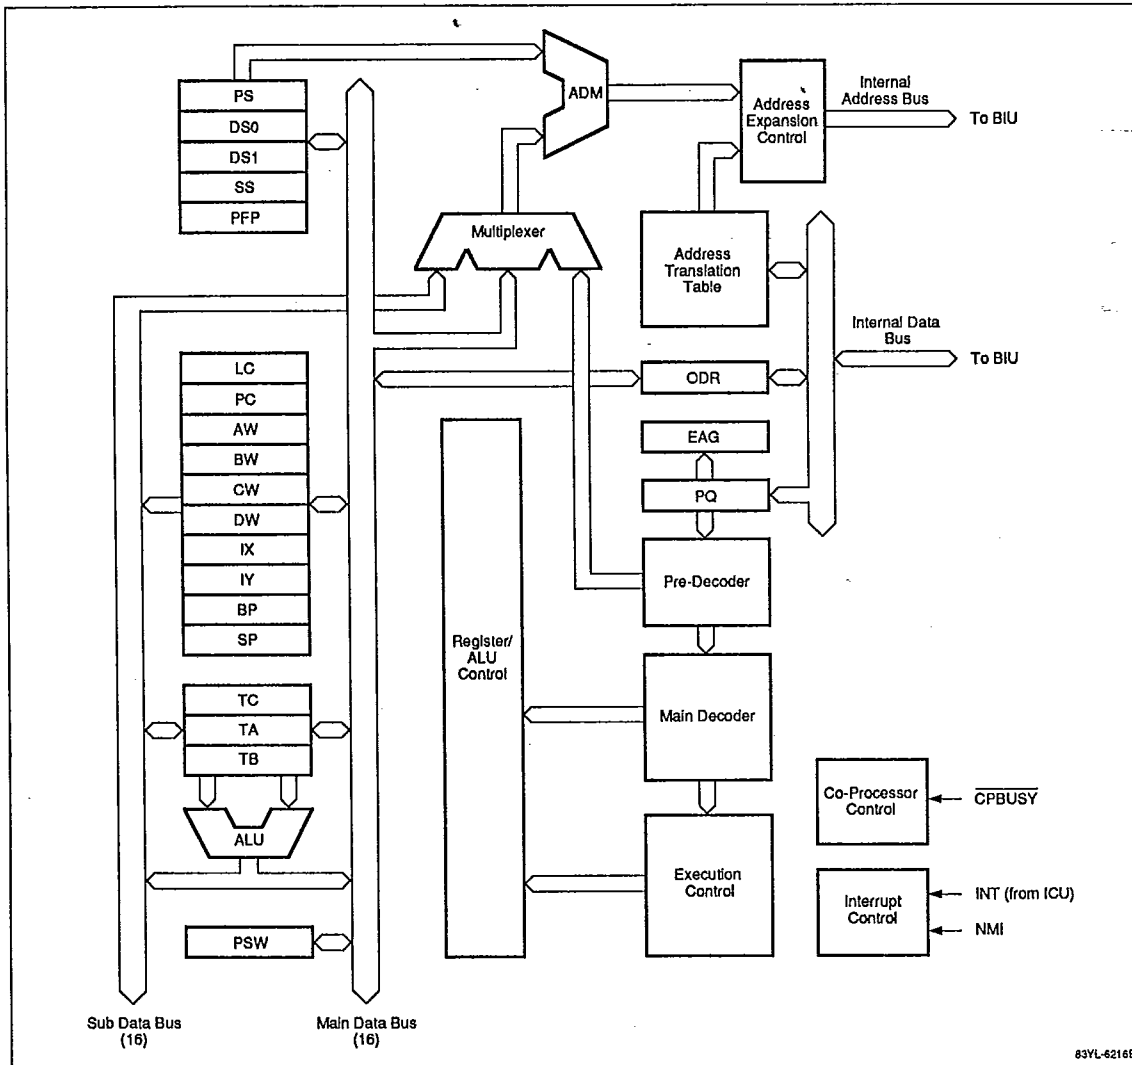 PS
DS0
DS1
SS
PFP
ADM
Address
Expansion
Control
Internal
Address Bus
To BIU
Multiplexer
Address
Translation
Table
Internal Data
Bus
To BIU
LC
PC
AW
BW
CW
DW
IX
IY
BP
SP
ODR
EAG
PQ
Pre-Decoder
Register/
ALU
Control
Main Decoder
TC
TA
TB
ALU
PSW
Execution
Control
Co-Processor
Control
CPBUSY
Interrupt
Control
INT (from ICU)
NMI
Sub Data Bus
(16)
Main Data Bus
(16)